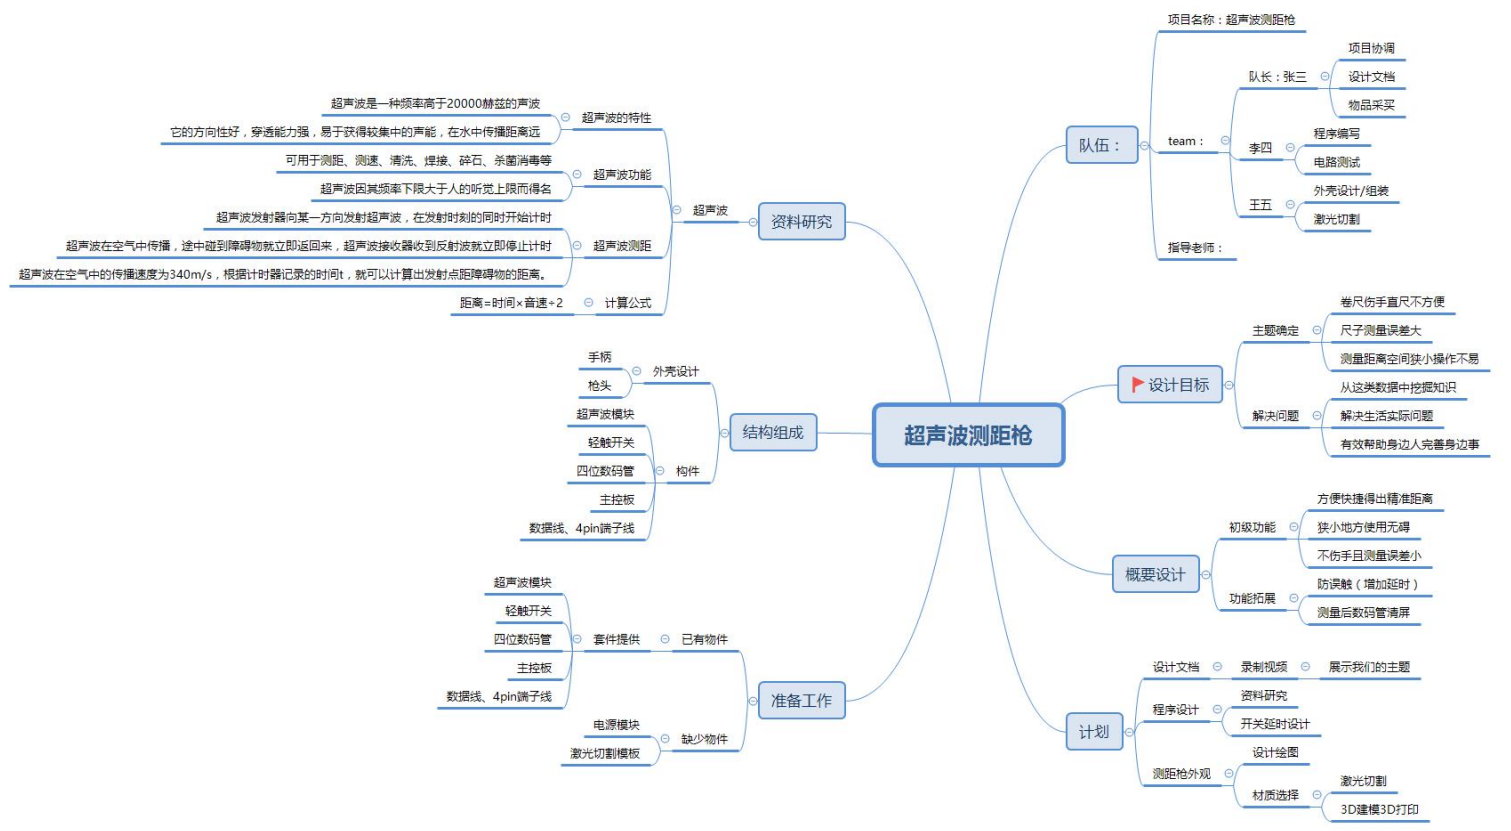 超声波测距枪
队伍：
项目名称：超声波测距枪
team：
队长：张三
项目协调
设计文档
物品采买
李四
程序编写
电路测试
王五
外壳设计/组装
激光切割
指导老师：
设计目标
主题确定
卷尺伤手直尺不方便
尺子测量误差大
测量距离空间狭小操作不易
解决问题
从这类数据中挖掘知识
解决生活实际问题
有效帮助身边人完善身边事
概要设计
初级功能
方便快捷得出精准距离
狭小地方使用无碍
不伤手且测量误差小
功能拓展
防误触（增加延时）
测量后数码管清屏
计划
设计文档
录制视频
展示我们的主题
程序设计
资料研究
开关延时设计
测距枪外观
设计绘图
材质选择
激光切割
3D建模3D打印
资料研究
超声波
超声波的特性
超声波是一种频率高于20000赫兹的声波
它的方向性好，穿透能力强，易于获得较集中的声能，在水中传播距离远
超声波功能
可用于测距、测速、清洗、焊接、碎石、杀菌消毒等
超声波因其频率下限大于人的听觉上限而得名
超声波测距
超声波发射器向某一方向发射超声波，在发射时刻的同时开始计时
超声波在空气中传播，途中碰到障碍物就立即返回来，超声波接收器收到反射波就立即停止计时
超声波在空气中的传播速度为340m/s，根据计时器记录的时间t，就可以计算出发射点距障碍物的距离。
计算公式
距离=时间×音速÷2
结构组成
外壳设计
手柄
枪头
构件
超声波模块
轻触开关
四位数码管
主控板
数据线、4pin端子线
准备工作
已有物件
套件提供
超声波模块
轻触开关
四位数码管
主控板
数据线、4pin端子线
缺少物件
电源模块
激光切割模板